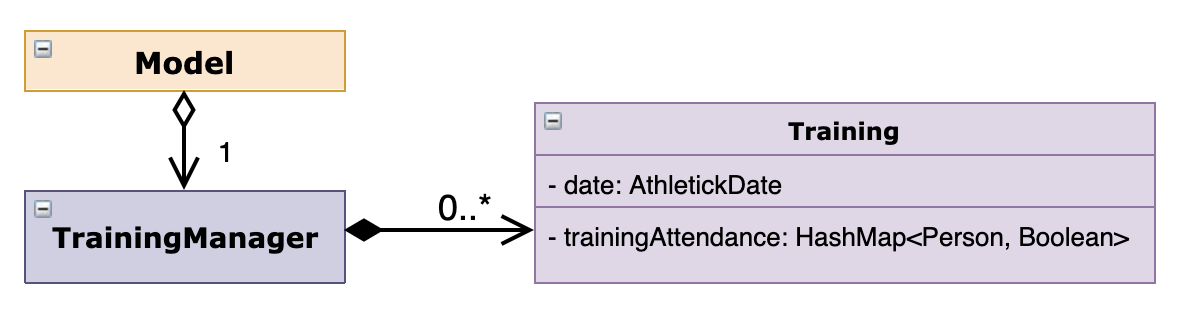 Model
1
TrainingManager
0..*
Training
- date: AthletickDate
- trainingAttendance: HashMap<Person, Boolean>